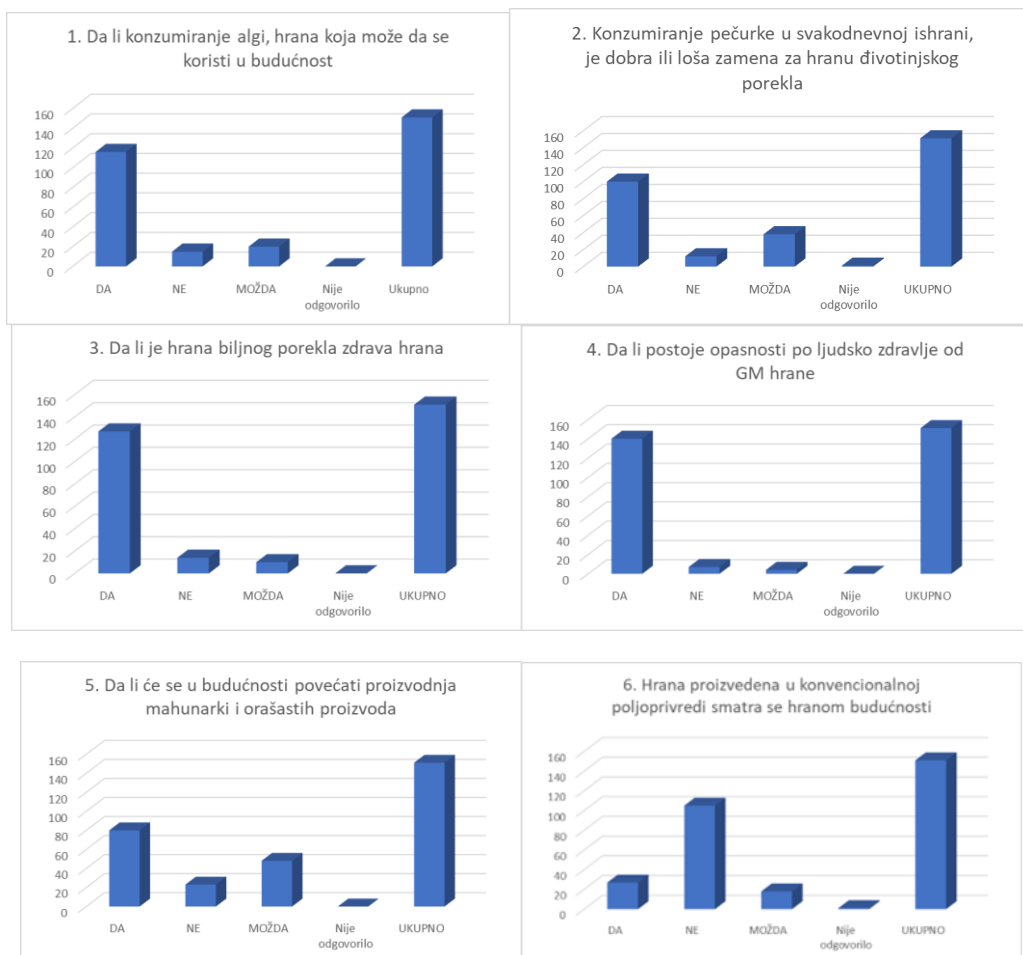 1. Da li konzumiranje algi, hrana koja može da se
koristi u budućnost
160
140
120
100
80
60
40
20
0
DA
NE
MOŽDA
Nije
odgovorilo
Ukupno
2. Konzumiranje pečurke u svakodnevnoj ishrani,
je dobra ili loša zamena za hranu đivotinjskog
porekla
160
140
120
100
80
60
40
20
0
DA
NE
MOŽDA
Nije
odgovorilo
UKUPNO
3. Da li je hrana biljnog porekla zdrava hrana
160
140
120
100
80
60
40
20
0
DA
NE
MOŽDA
Nije
odgovorilo
UKUPNO
4. Da li postoje opasnosti po ljudsko zdravlje od
GM hrane
160
140
120
100
80
60
40
20
0
DA
NE
MOŽDA
Nije
odgovorilo
UKUPNO
5. Da li će se u budućnosti povećati proizvodnja
mahunarki i orašastih proizvoda
160
140
120
100
80
60
40
20
0
DA
NE
MOŽDA
Nije
odgovorilo
UKUPNO
6. Hrana proizvedena u konvencionalnoj
poljoprivredi smatra se hranom budućnosti
160
140
120
100
80
60
40
20
0
DA
NE
MOŽDA
Nije
odgovorilo
UKUPNO